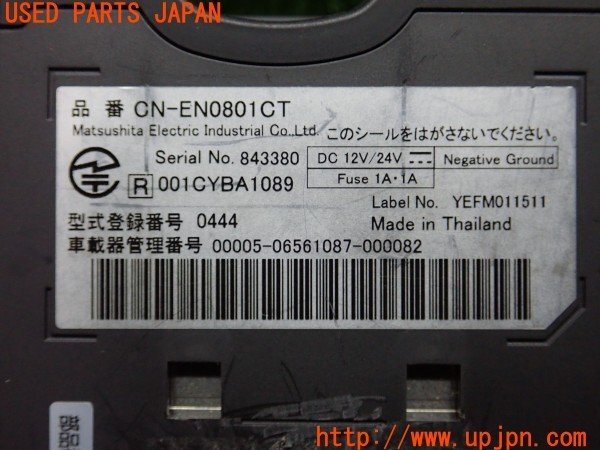 USED PARTS JAPAN
品 番 CN-EN0801CT
Matsushita Electric Industrial Co.,Ltd. このシールをはがさないでください。
Serial No. 843380 DC 12V/24V Negative Ground
R 001CYBA1089 Fuse 1A·1A
Label No. YEFM011511
型式登録番号 0444 Made in Thailand
車載器管理番号 00005-06561087-000082
部品
http://www.upjpn.com/